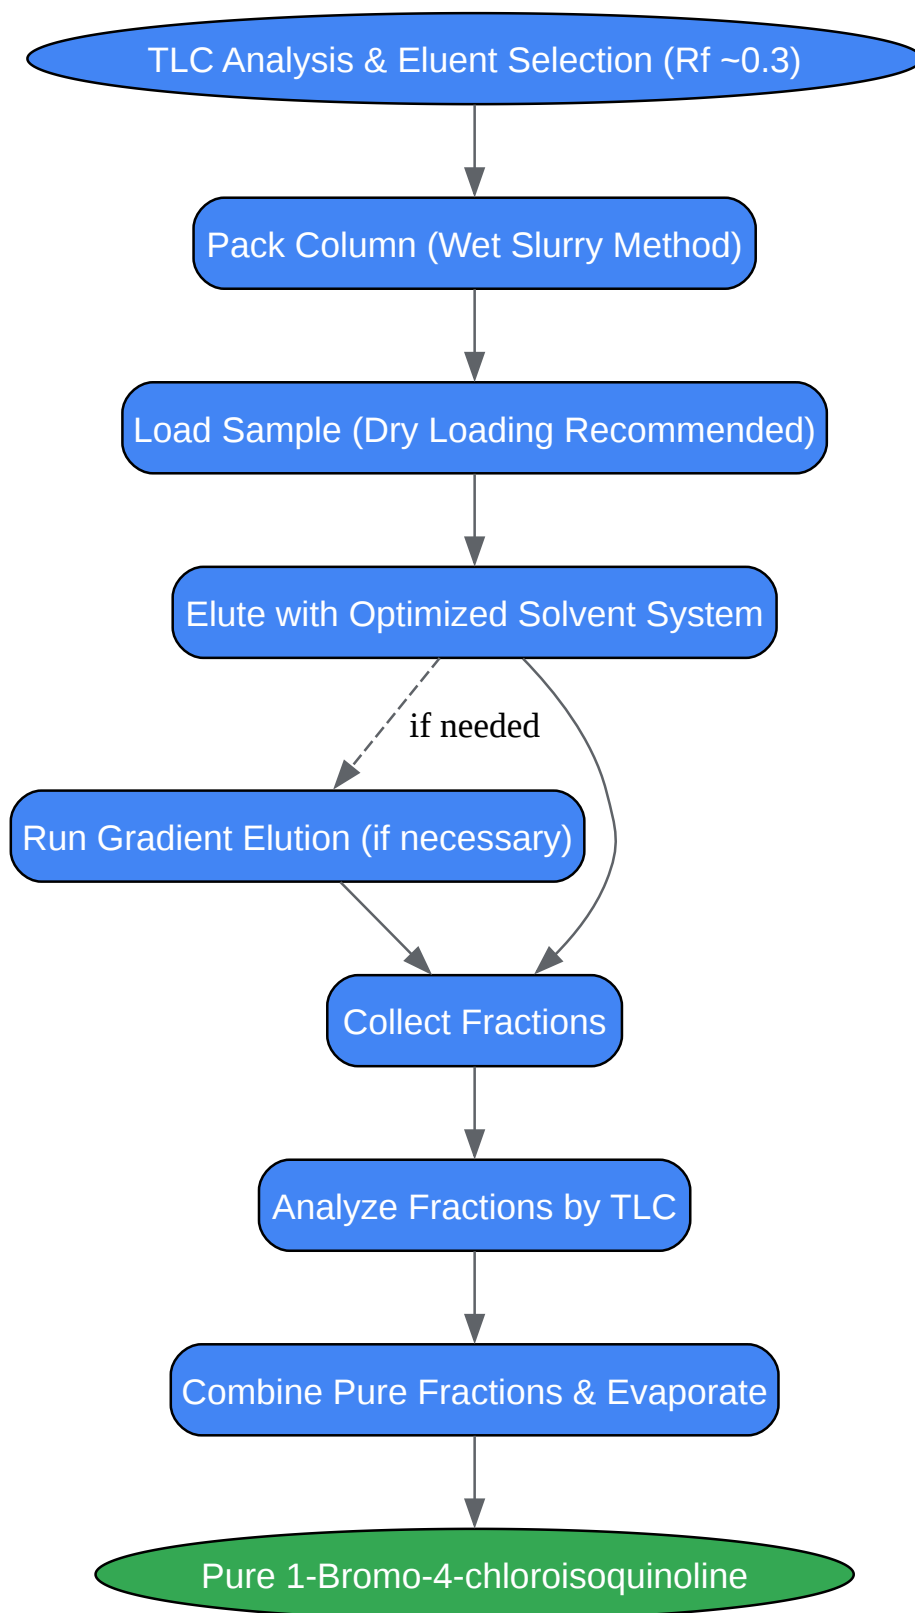 TLC Analysis & Eluent Selection (Rf ~0.3)
Pack Column (Wet Slurry Method)
Load Sample (Dry Loading Recommended)
Elute with Optimized Solvent System
if needed
Run Gradient Elution (if necessary)
Collect Fractions
Analyze Fractions by TLC
Combine Pure Fractions & Evaporate
Pure 1-Bromo-4-chloroisoquinoline